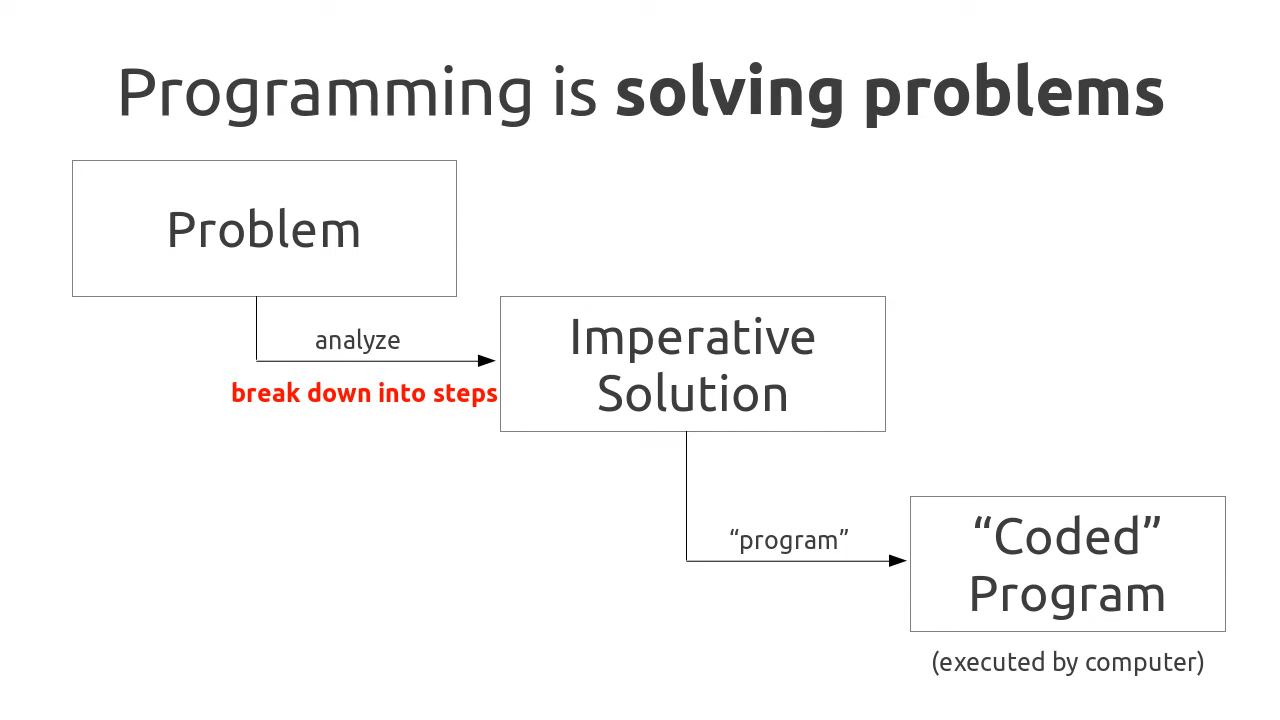 Programming is solving problems
Problem
analyze
break down into steps
Imperative
Solution
“program”
“Coded”
Program
(executed by computer)